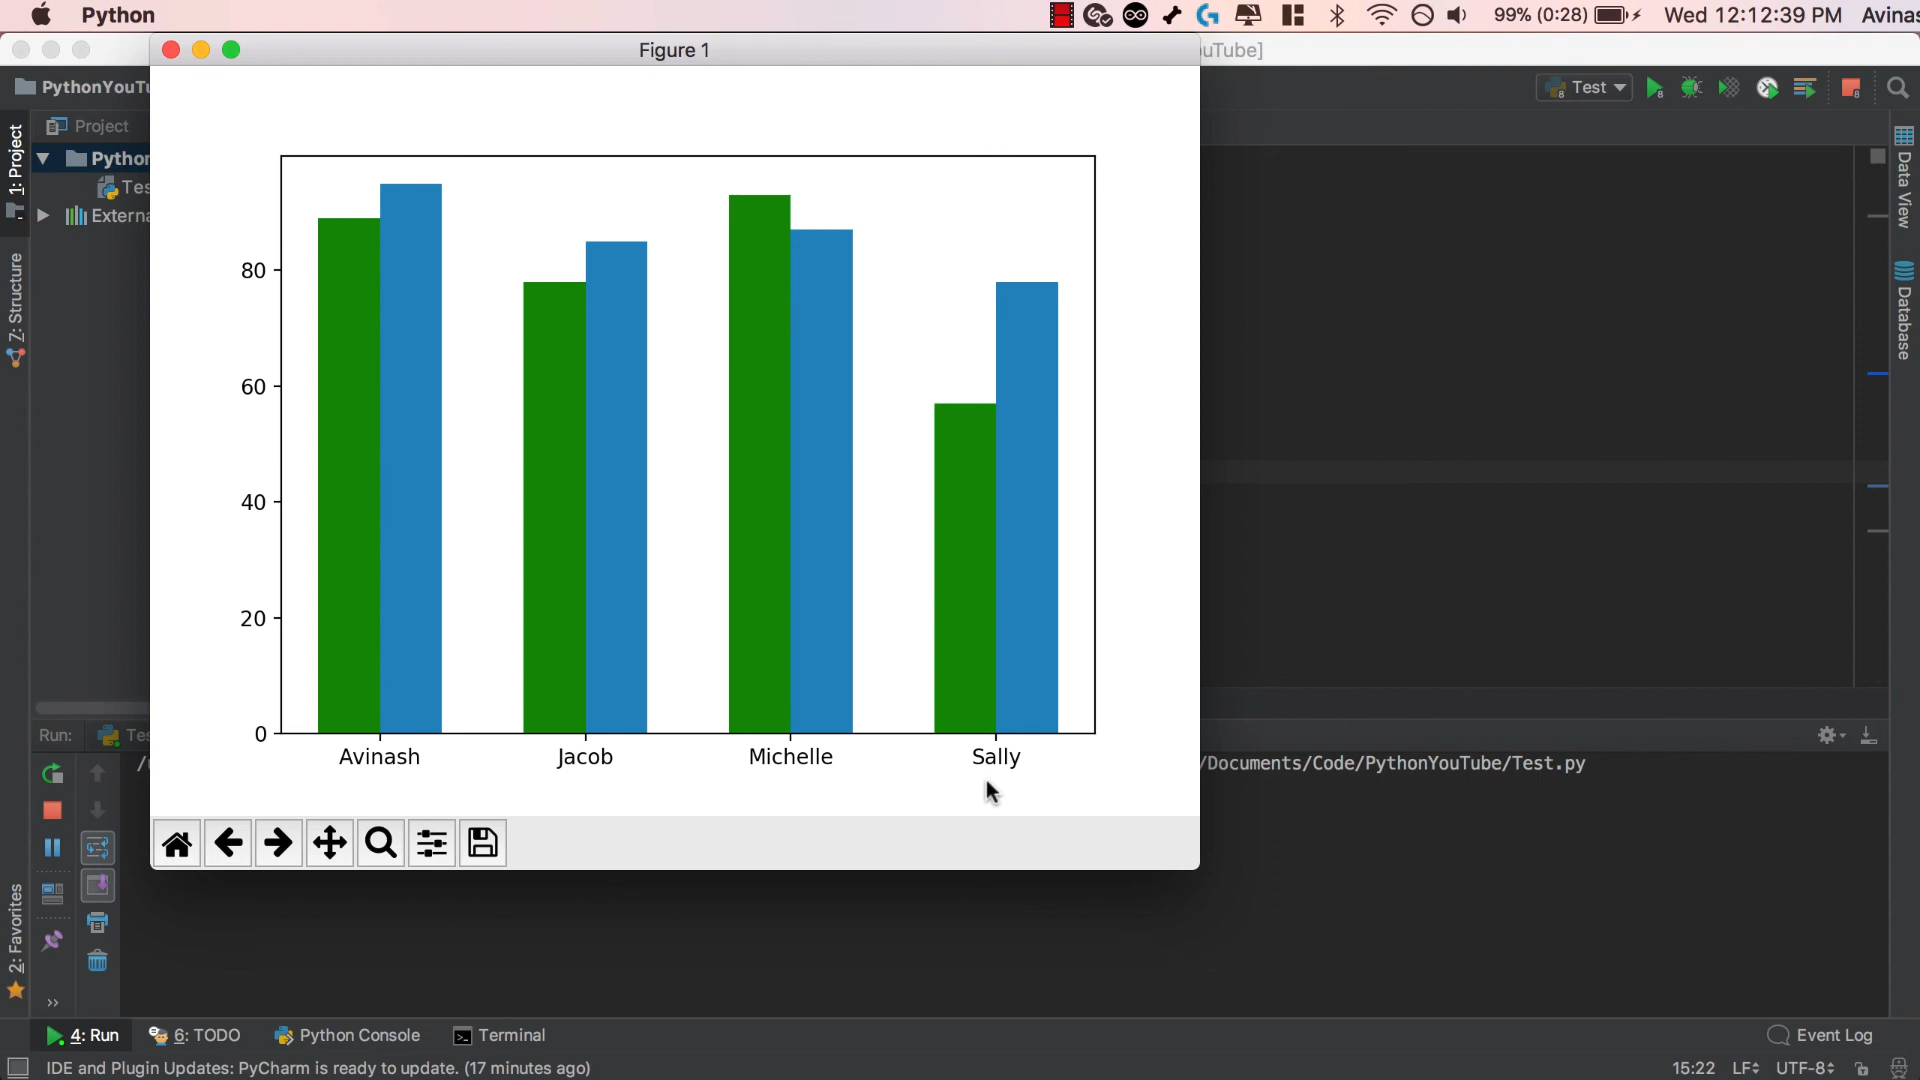 Python
99% (0:28)
Wed 12:12:39 PM
Avinas
Figure 1
uTube]
PythonYouTu
Test
1: Project
Project
Python
Tes
Externa
Z: Structure
Data View
Database
80
60
40
20
0
Avinash
Jacob
Michelle
Sally
Run:
Tes
/u
/Documents/Code/PythonYouTube/Test.py
2: Favorites
4: Run
6: TODO
Python Console
Terminal
Event Log
IDE and Plugin Updates: PyCharm is ready to update. (17 minutes ago)
15:22
LF
UTF-8